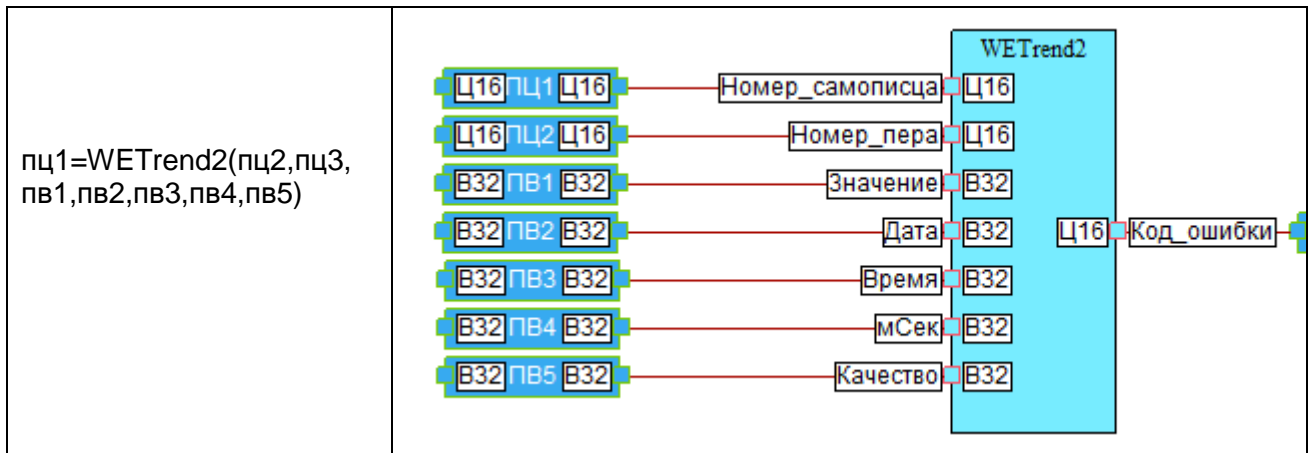 пц1=WETrend2(пц2,пц3,
пв1,пв2,пв3,пв4,пв5)
WETrend2
Ц16 ПЦ1 Ц16 Номер_самописца Ц16
Ц16 ПЦ2 Ц16 Номер_пера Ц16
В32 ПВ1 В32 Значение В32
В32 ПВ2 В32 Дата В32 Ц16 Код_ошибки
В32 ПВ3 В32 Время В32
В32 ПВ4 В32 мСек В32
В32 ПВ5 В32 Качество В32